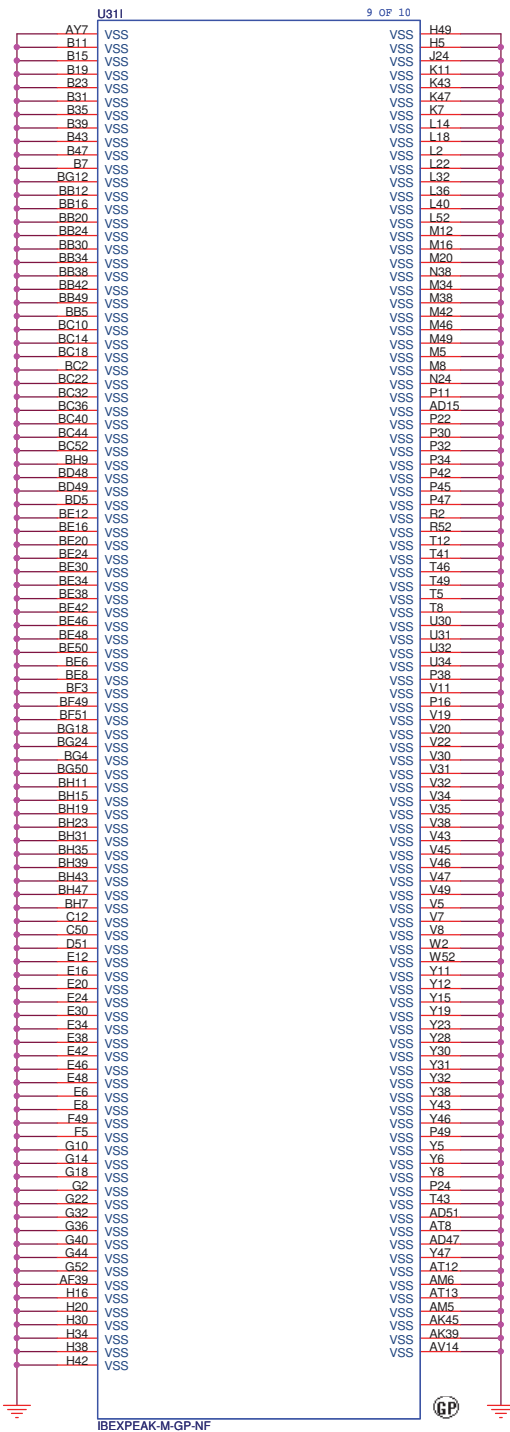 U31I 9 OF 10
AY7 VSS VSS H49
B11 VSS VSS H5
B15 VSS VSS J24
B19 VSS VSS K11
B23 VSS VSS K43
B31 VSS VSS K47
B35 VSS VSS K7
B39 VSS VSS L14
B43 VSS VSS L18
B47 VSS VSS L2
B7 VSS VSS L22
BG12 VSS VSS L32
BB12 VSS VSS L36
BB16 VSS VSS L40
BB20 VSS VSS L52
BB24 VSS VSS M12
BB30 VSS VSS M16
BB34 VSS VSS M20
BB38 VSS VSS N38
BB42 VSS VSS M34
BB49 VSS VSS M38
BB5 VSS VSS M42
BC10 VSS VSS M46
BC14 VSS VSS M49
BC18 VSS VSS M5
BC2 VSS VSS M8
BC22 VSS VSS N24
BC32 VSS VSS P11
BC36 VSS VSS AD15
BC40 VSS VSS P22
BC44 VSS VSS P30
BC52 VSS VSS P32
BH9 VSS VSS P34
BD48 VSS VSS P42
BD49 VSS VSS P45
BD5 VSS VSS P47
BE12 VSS VSS R2
BE16 VSS VSS R52
BE20 VSS VSS T12
BE24 VSS VSS T41
BE30 VSS VSS T46
BE34 VSS VSS T49
BE38 VSS VSS T5
BE42 VSS VSS T8
BE46 VSS VSS U30
BE48 VSS VSS U31
BE50 VSS VSS U32
BE6 VSS VSS U34
BE8 VSS VSS P38
BF3 VSS VSS V11
BF49 VSS VSS P16
BF51 VSS VSS V19
BG18 VSS VSS V20
BG24 VSS VSS V22
BG4 VSS VSS V30
BG50 VSS VSS V31
BH11 VSS VSS V32
BH15 VSS VSS V34
BH19 VSS VSS V35
BH23 VSS VSS V38
BH31 VSS VSS V43
BH35 VSS VSS V45
BH39 VSS VSS V46
BH43 VSS VSS V47
BH47 VSS VSS V49
BH7 VSS VSS V5
C12 VSS VSS V7
C50 VSS VSS V8
D51 VSS VSS W2
E12 VSS VSS W52
E16 VSS VSS Y11
E20 VSS VSS Y12
E24 VSS VSS Y15
E30 VSS VSS Y19
E34 VSS VSS Y23
E38 VSS VSS Y28
E42 VSS VSS Y30
E46 VSS VSS Y31
E48 VSS VSS Y32
E6 VSS VSS Y38
E8 VSS VSS Y43
F49 VSS VSS Y46
F5 VSS VSS P49
G10 VSS VSS Y5
G14 VSS VSS Y6
G18 VSS VSS Y8
G2 VSS VSS P24
G22 VSS VSS T43
G32 VSS VSS AD51
G36 VSS VSS AT8
G40 VSS VSS AD47
G44 VSS VSS Y47
G52 VSS VSS AT12
AF39 VSS VSS AM6
H16 VSS VSS AT13
H20 VSS VSS AM5
H30 VSS VSS AK45
H34 VSS VSS AK39
H38 VSS VSS AV14
H42 VSS
GP
IBEXPEAK-M-GP-NF